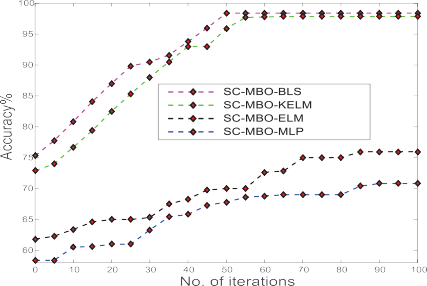 Accuracy%
100
95
90
85
80
75
70
65
60
SC-MBO-BLS
SC-MBO-KELM
SC-MBO-ELM
SC-MBO-MLP
0 10 20 30 40 50 60 70 80 90 100
No. of iterations